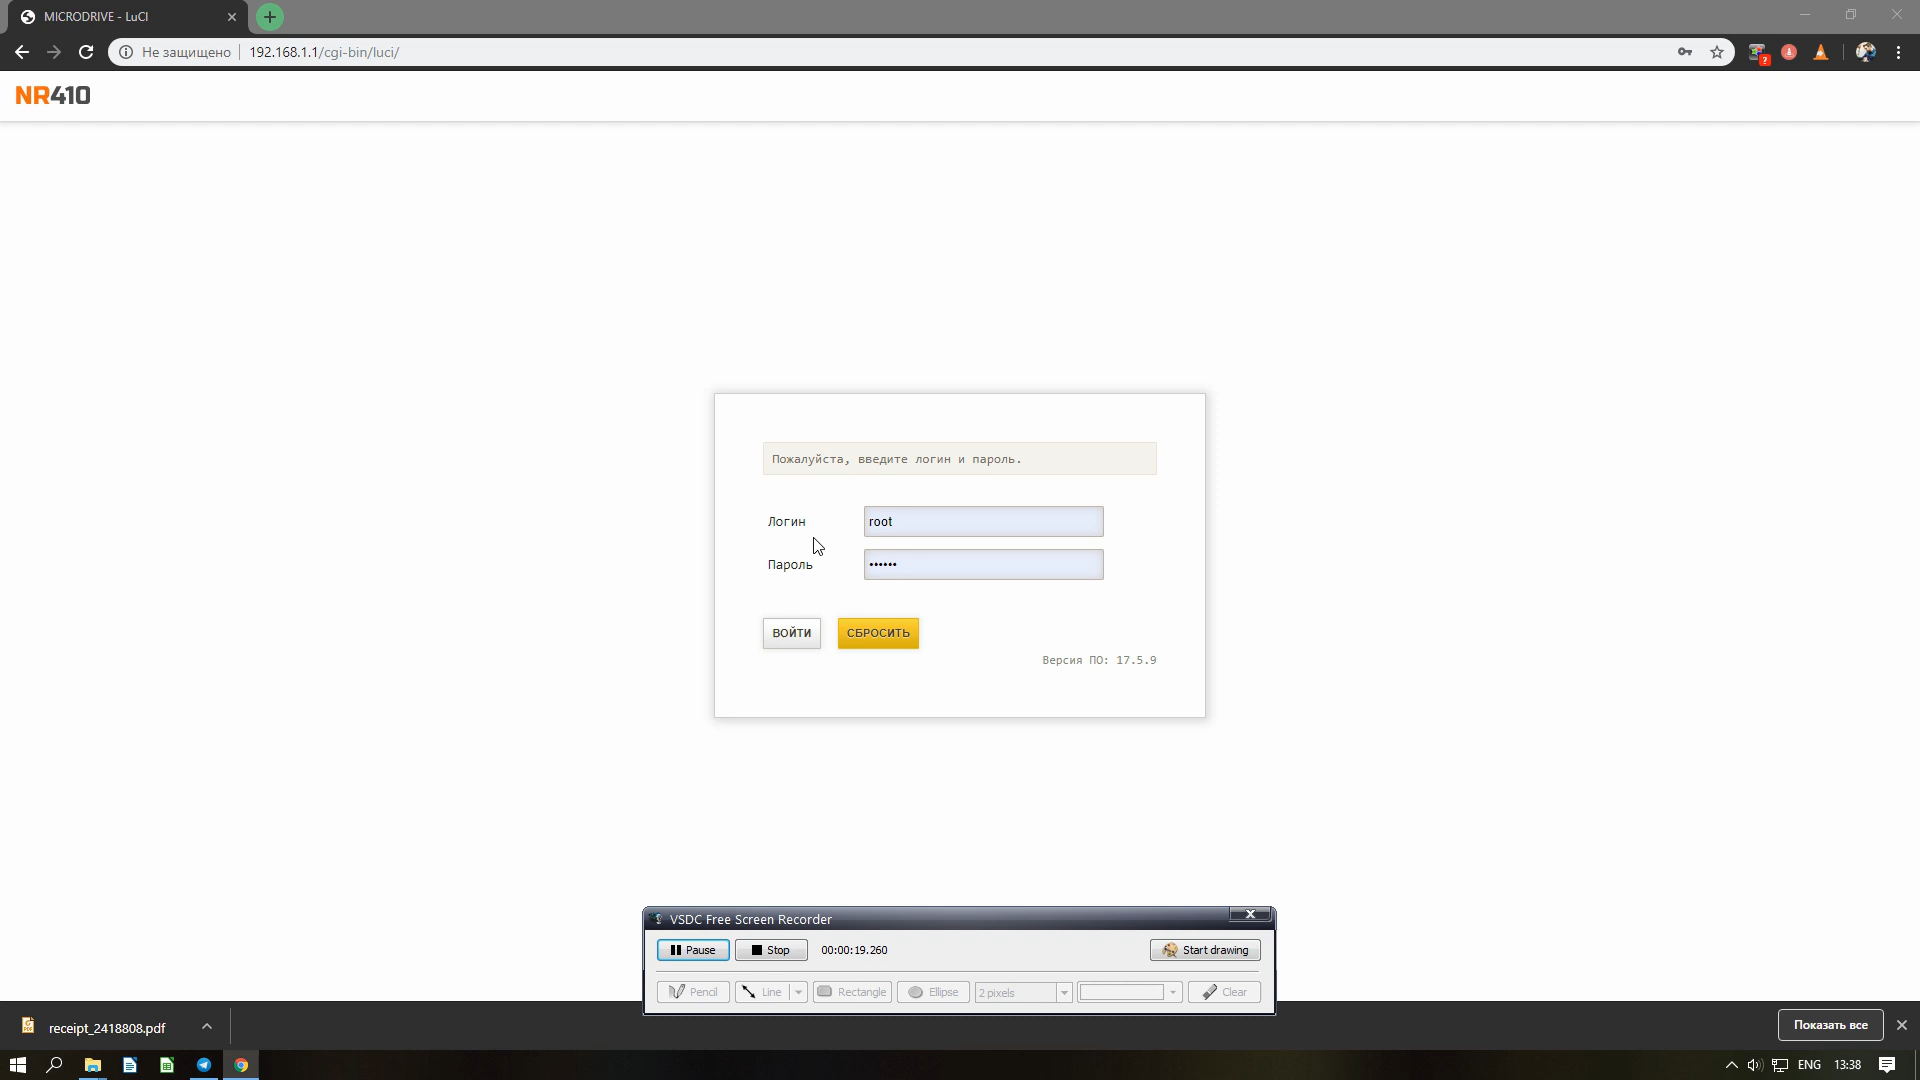 MICRODRIVE - LuCI
Не защищено
192.168.1.1/cgi-bin/luci/
NR410
Пожалуйста, введите логин и пароль.
Логин
root
Пароль
••••••
ВОЙТИ
СБРОСИТЬ
Версия ПО: 17.5.9
VSDC Free Screen Recorder
Pause
Stop
00:00:19.260
Start drawing
Pencil
Line
Rectangle
Ellipse
2 pixels
Clear
receipt_2418808.pdf
Показать все
ENG
13:38